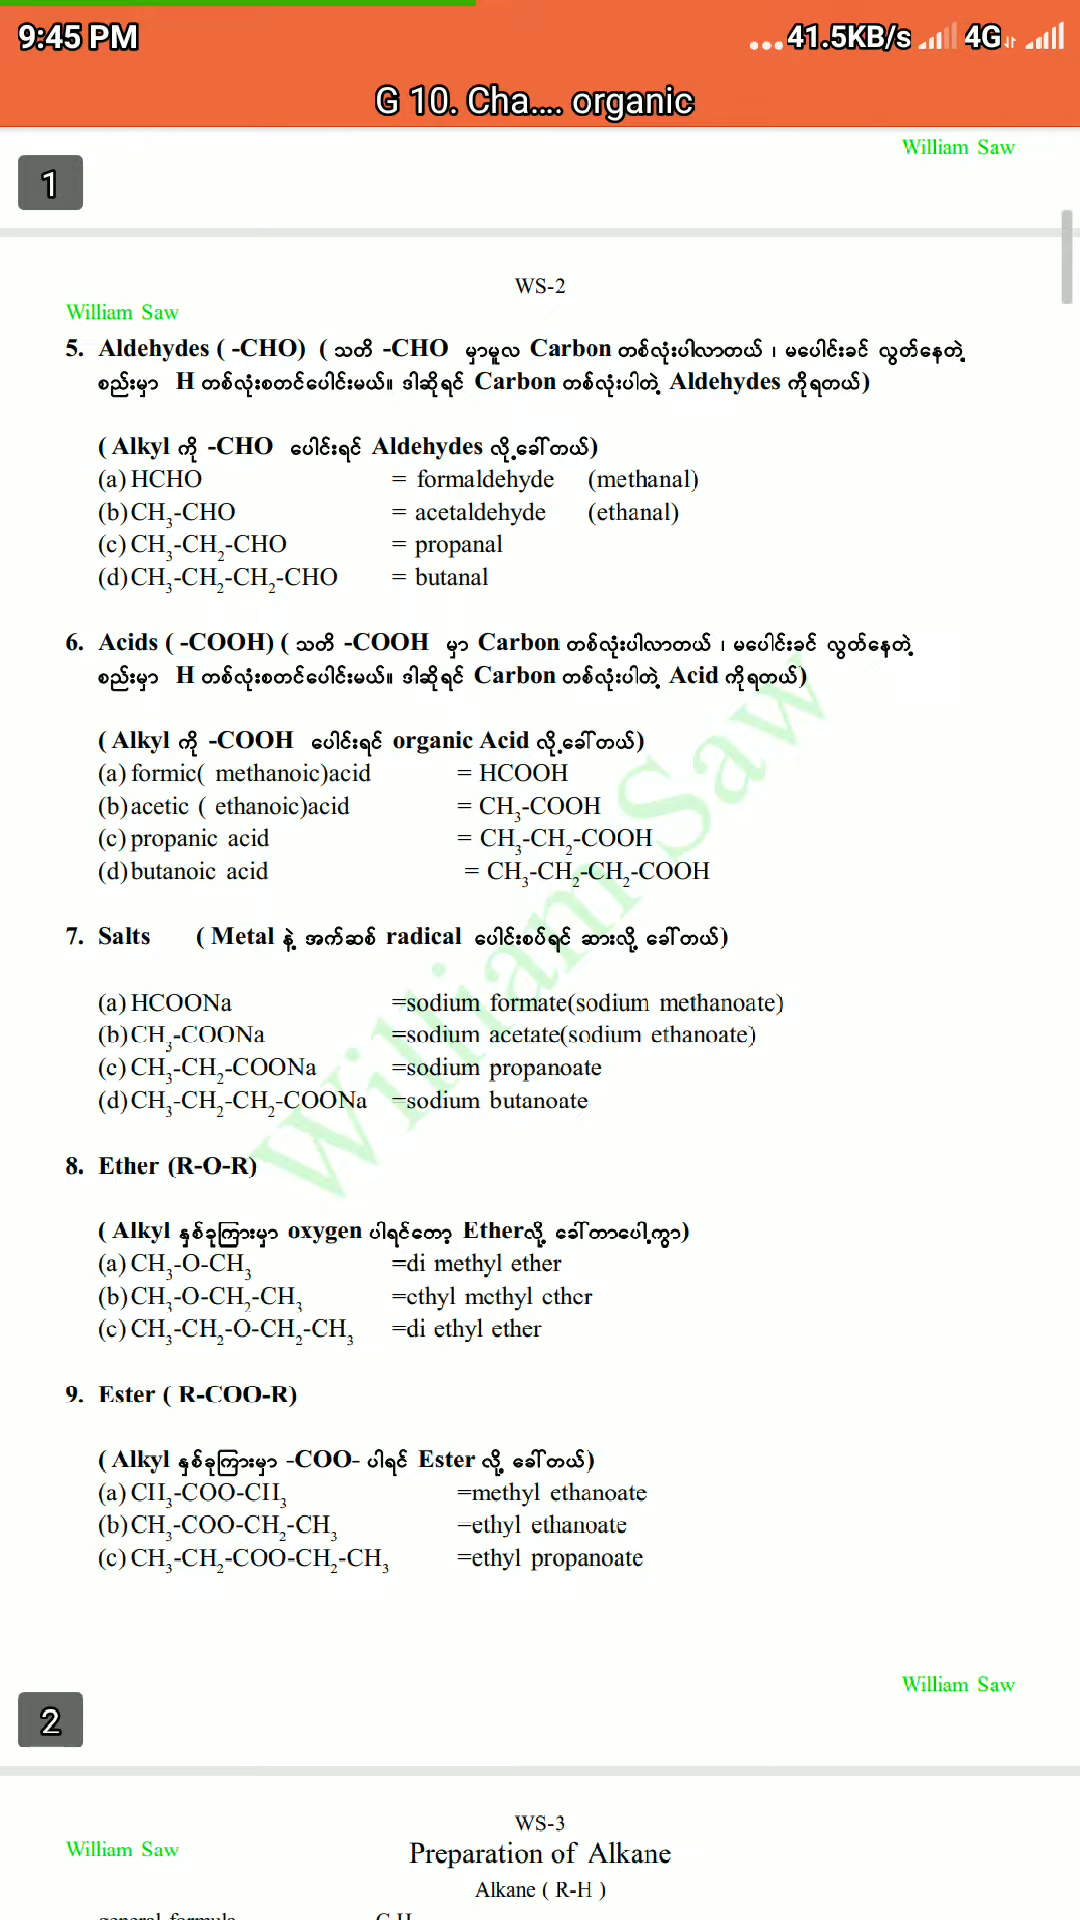 9:45 PM
...41.5KB/s 4G
G 10. Cha.... organic
William Saw
1
WS-2
William Saw
5. Aldehydes ( -CHO) ( သတိ -CHO မှာမူလ Carbon တစ်လုံးပါလာတယ် ၊ မပေါင်းခင် လွတ်နေတဲ့
စည်းမှာ H တစ်လုံးစတင်ပေါင်းမယ်။ ဒါဆိုရင် Carbon တစ်လုံးပါတဲ့ Aldehydes ကိုရတယ်)
( Alkyl ကို -CHO ပေါင်းရင် Aldehydes လို့ခေါ်တယ်)
(a) HCHO = formaldehyde (methanal)
(b) CH₃-CHO = acetaldehyde (ethanal)
(c) CH₃-CH₂-CHO = propanal
(d) CH₃-CH₂-CH₂-CHO = butanal
6. Acids ( -COOH) ( သတိ -COOH မှာ Carbon တစ်လုံးပါလာတယ် ၊ မပေါင်းခင် လွတ်နေတဲ့
စည်းမှာ H တစ်လုံးစတင်ပေါင်းမယ်။ ဒါဆိုရင် Carbon တစ်လုံးပါတဲ့ Acid ကိုရတယ်)
( Alkyl ကို -COOH ပေါင်းရင် organic Acid လို့ခေါ်တယ်)
(a) formic( methanoic)acid = HCOOH
(b) acetic ( ethanoic)acid = CH₃-COOH
(c) propanic acid = CH₃-CH₂-COOH
(d) butanoic acid = CH₃-CH₂-CH₂-COOH
7. Salts ( Metal နဲ့ အက်ဆစ် radical ပေါင်းစပ်ရင် ဆားလို့ ခေါ်တယ်)
(a) HCOONa =sodium formate(sodium methanoate)
(b) CH₃-COONa =sodium acetate(sodium ethanoate)
(c) CH₃-CH₂-COONa =sodium propanoate
(d) CH₃-CH₂-CH₂-COONa =sodium butanoate
8. Ether (R-O-R)
( Alkyl နှစ်ခုကြားမှာ oxygen ပါရင်တော့ Etherလို့ ခေါ်တာပေါ့ကွာ)
(a) CH₃-O-CH₃ =di methyl ether
(b) CH₃-O-CH₂-CH₃ =ethyl methyl ether
(c) CH₃-CH₂-O-CH₂-CH₃ =di ethyl ether
9. Ester ( R-COO-R)
( Alkyl နှစ်ခုကြားမှာ -COO- ပါရင် Ester လို့ ခေါ်တယ်)
(a) CH₃-COO-CH₃ =methyl ethanoate
(b) CH₃-COO-CH₂-CH₃ =ethyl ethanoate
(c) CH₃-CH₂-COO-CH₂-CH₃ =ethyl propanoate
William Saw
William Saw
2
WS-3
William Saw
Preparation of Alkane
Alkane ( R-H )
general formula